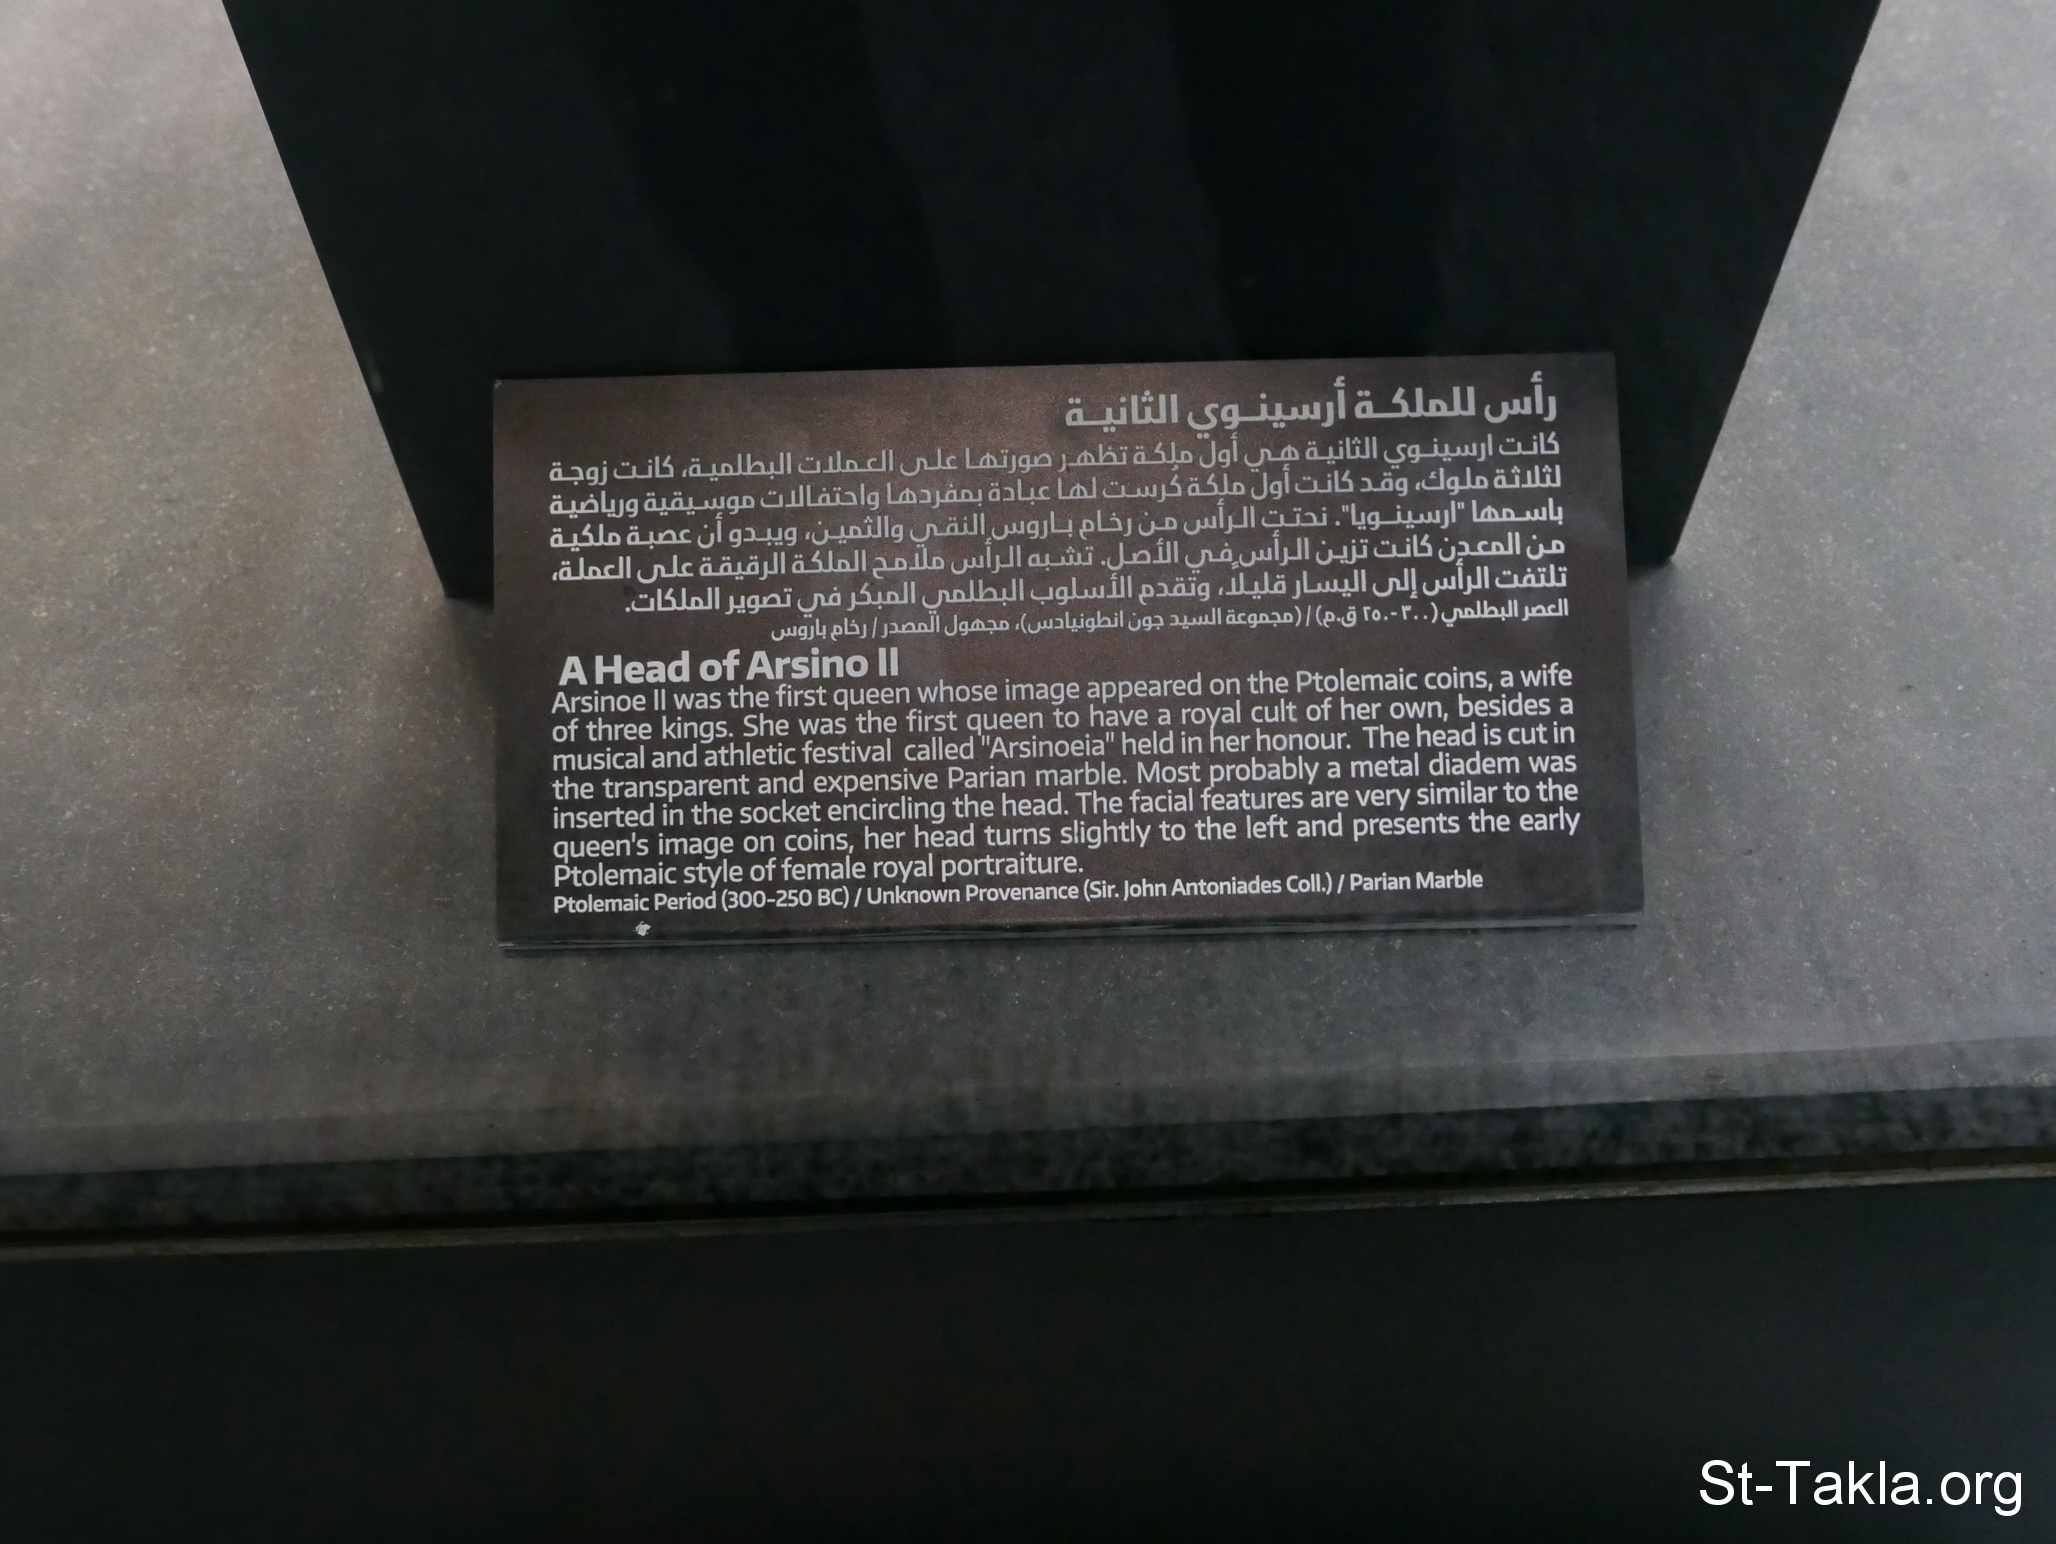 رأس للملكة أرسينوي الثانية
كانت ارسينوي الثانية هي أول ملكة تظهر صورتها على العملات البطلمية، كانت زوجة
لثلاثة ملوك، وقد كانت أول ملكة كُرست لها عبادة بمفردها واحتفالات موسيقية ورياضية
باسمها "ارسينويا". نحتت الرأس من رخام باروس النقي والثمين، ويبدو أن عصبة ملكية
من المعدن كانت تزين الرأس في الأصل. تشبه الرأس ملامح الملكة الرقيقة على العملة،
تلتفت الرأس إلى اليسار قليلاً، وتقدم الأسلوب البطلمي المبكر في تصوير الملكات.
العصر البطلمي (٣٠٠-٢٥٠ ق.م) / (مجموعة السيد جون انطونيادس)، مجهول المصدر / رخام باروس
A Head of Arsino II
Arsinoe II was the first queen whose image appeared on the Ptolemaic coins, a wife
of three kings. She was the first queen to have a royal cult of her own, besides a
musical and athletic festival called "Arsinoeia" held in her honour. The head is cut in
the transparent and expensive Parian marble. Most probably a metal diadem was
inserted in the socket encircling the head. The facial features are very similar to the
queen's image on coins, her head turns slightly to the left and presents the early
Ptolemaic style of female royal portraiture.
Ptolemaic Period (300-250 BC) / Unknown Provenance (Sir. John Antoniades Coll.) / Parian Marble
St-Takla.org